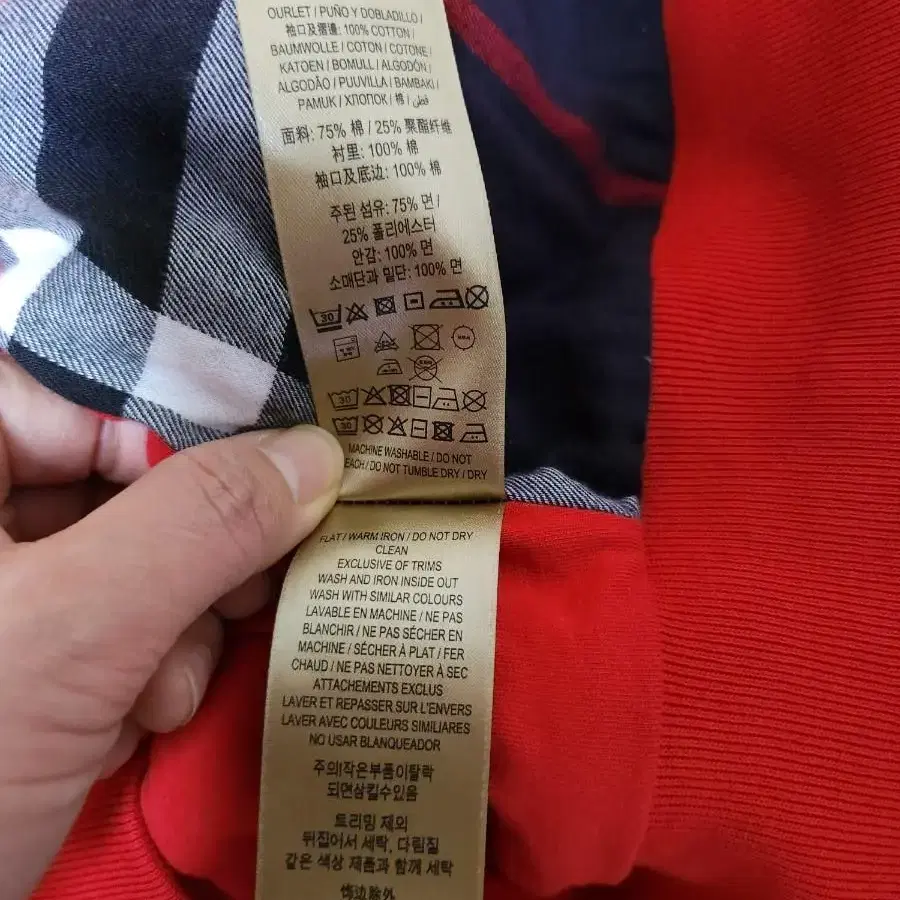 OURLET / PUÑO Y DOBLADILLO /
袖口及摺邊: 100% COTTON /
BAUMWOLLE / COTON / COTONE /
KATOEN / BOMULL / ALGODÓN /
ALGODÃO / PUUVILLA / BAMBAKI /
PAMUK / ХЛОПОК / 棉 / قطن
面料: 75% 棉 / 25% 聚酯纤维
衬里: 100% 棉
袖口及底边: 100% 棉
주된 섬유: 75% 면 /
25% 폴리에스터
안감: 100% 면
소매단과 밑단: 100% 면
30
30
30
MACHINE WASHABLE / DO NOT
EACH / DO NOT TUMBLE DRY / DRY
FLAT / WARM IRON / DO NOT DRY
CLEAN
EXCLUSIVE OF TRIMS
WASH AND IRON INSIDE OUT
WASH WITH SIMILAR COLOURS
LAVABLE EN MACHINE / NE PAS
BLANCHIR / NE PAS SÉCHER EN
MACHINE / SÉCHER À PLAT / FER
CHAUD / NE PAS NETTOYER À SEC
ATTACHEMENTS EXCLUS
LAVER ET REPASSER SUR L'ENVERS
LAVER AVEC COULEURS SIMILIARES
NO USAR BLANQUEADOR
주의!작은부품이탈락
되면삼킬수있음
트리밍 제외
뒤집어서 세탁, 다림질
같은 색상 제품과 함께 세탁
饰边除外